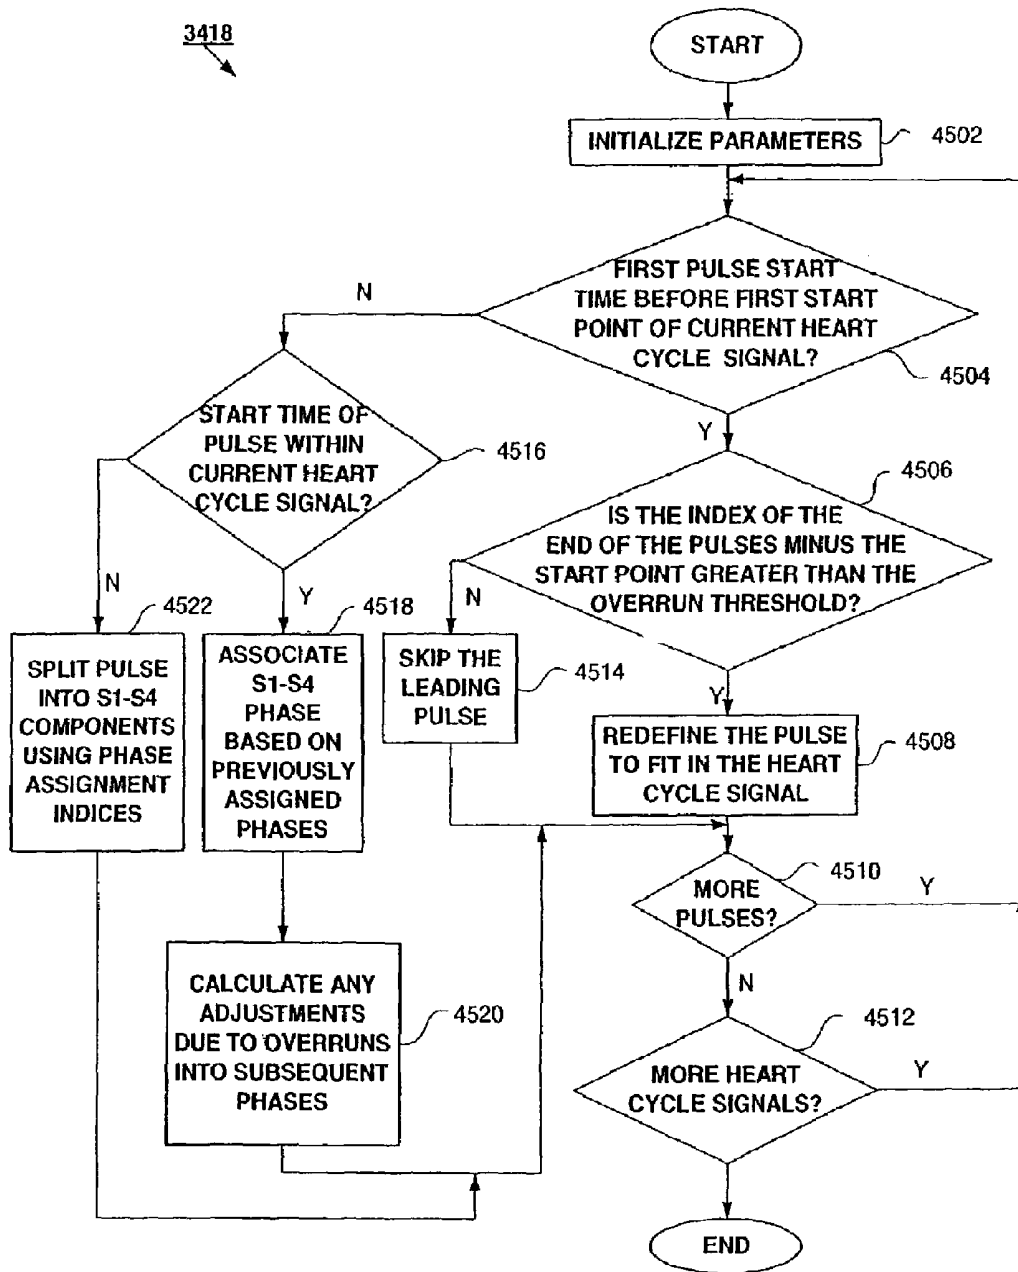 3418
START
INITIALIZE PARAMETERS
4502
FIRST PULSE START
TIME BEFORE FIRST START
POINT OF CURRENT HEART
CYCLE SIGNAL?
4504
N
Y
START TIME OF
PULSE WITHIN
CURRENT HEART
CYCLE SIGNAL?
4516
N
Y
IS THE INDEX OF THE
END OF THE PULSES MINUS THE
START POINT GREATER THAN THE
OVERRUN THRESHOLD?
4506
N
Y
4522
SPLIT PULSE
INTO S1-S4
COMPONENTS
USING PHASE
ASSIGNMENT
INDICES
4518
ASSOCIATE
S1-S4
PHASE
BASED ON
PREVIOUSLY
ASSIGNED
PHASES
SKIP THE
LEADING
PULSE
4514
REDEFINE THE PULSE
TO FIT IN THE HEART
CYCLE SIGNAL
4508
MORE
PULSES?
4510
Y
N
CALCULATE ANY
ADJUSTMENTS
DUE TO OVERRUNS
INTO SUBSEQUENT
PHASES
4520
MORE HEART
CYCLE SIGNALS?
4512
Y
END